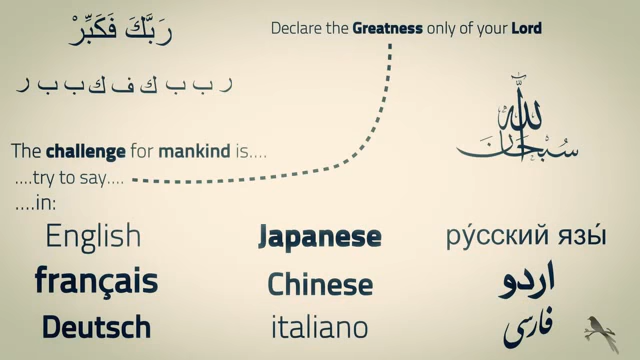 رَبَّكَ فَكَبِّرْ
Declare the Greatness only of your Lord
ر ب ب ك ف ك ب ب ر
سُبْحَانَ الله
The challenge for mankind is....
....try to say....
....in:
English
Japanese
ру́сский язы́
français
Chinese
اردو
Deutsch
italiano
فارسی